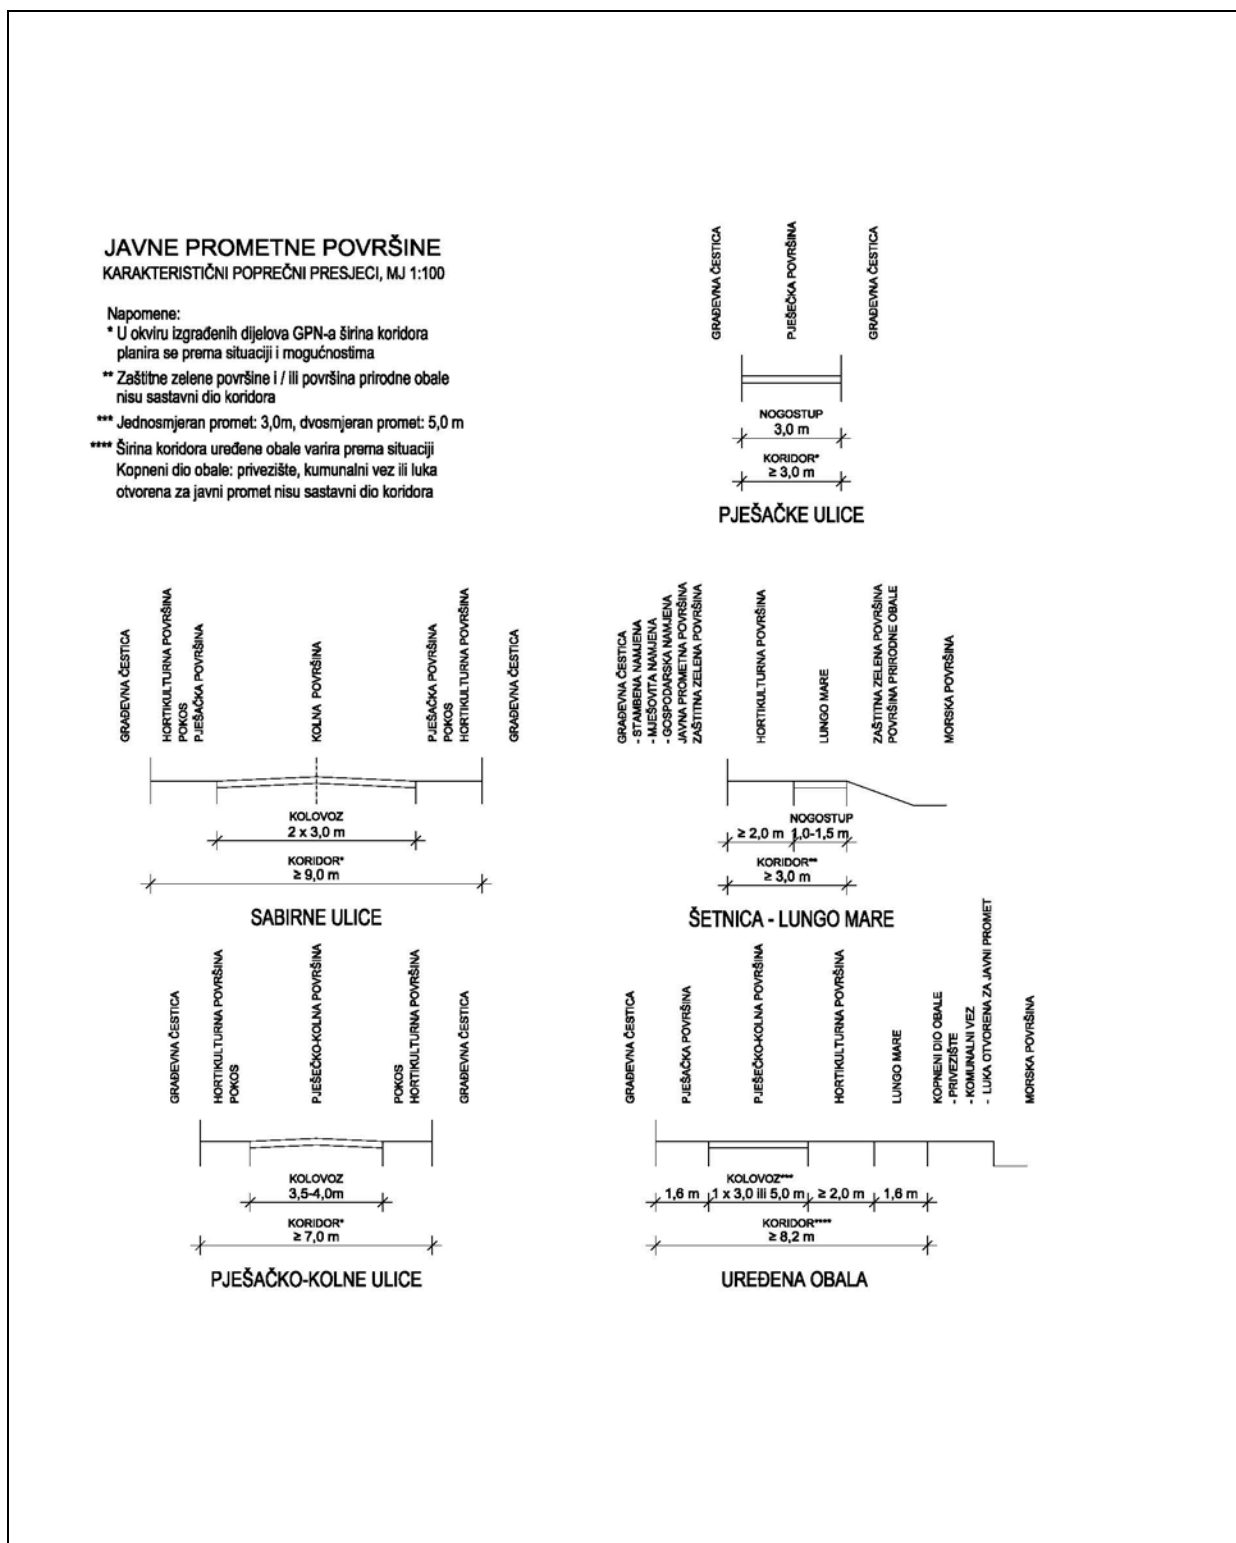 JAVNE PROMETNE POVRŠINE
KARAKTERISTIČNI POPREČNI PRESJECI, MJ 1:100
Napomene:
* U okviru izgrađenih dijelova GPN-a širina koridora
planira se prema situaciji i mogućnostima
** Zaštitne zelene površine i / ili površina prirodne obale
nisu sastavni dio koridora
*** Jednosmjeran promet: 3,0m, dvosmjeran promet: 5,0 m
**** Širina koridora uređene obale varira prema situaciji
Kopneni dio obale: privezište, kumunalni vez ili luka
otvorena za javni promet nisu sastavni dio koridora
GRAĐEVNA ČESTICA
PJEŠEČKA POVRŠINA
GRAĐEVNA ČESTICA
NOGOSTUP
3,0 m
KORIDOR*
≥ 3,0 m
PJEŠAČKE ULICE
GRAĐEVNA ČESTICA
HORTIKULTURNA POVRŠINA
POKOS
PJEŠAČKA POVRŠINA
KOLNA POVRŠINA
PJEŠAČKA POVRŠINA
POKOS
HORTIKULTURNA POVRŠINA
GRAĐEVNA ČESTICA
KOLOVOZ
2 x 3,0 m
KORIDOR*
≥ 9,0 m
SABIRNE ULICE
GRAĐEVNA ČESTICA
- STAMBENA NAMJENA
- MJEŠOVITA NAMJENA
- GOSPODARSKA NAMJENA
JAVNA PROMETNA POVRŠINA
ZAŠTITNA ZELENA POVRŠINA
HORTIKULTURNA POVRŠINA
LUNGO MARE
ZAŠTITNA ZELENA POVRŠINA
POVRŠINA PRIRODNE OBALE
MORSKA POVRŠINA
NOGOSTUP
≥ 2,0 m 1,0-1,5 m
KORIDOR**
≥ 3,0 m
ŠETNICA - LUNGO MARE
GRAĐEVNA ČESTICA
HORTIKULTURNA POVRŠINA
POKOS
PJEŠEČKO-KOLNA POVRŠINA
POKOS
HORTIKULTURNA POVRŠINA
GRAĐEVNA ČESTICA
KOLOVOZ
3,5-4,0m
KORIDOR*
≥ 7,0 m
PJEŠAČKO-KOLNE ULICE
GRAĐEVNA ČESTICA
PJEŠAČKA POVRŠINA
PJEŠEČKO-KOLNA POVRŠINA
HORTIKULTURNA POVRŠINA
LUNGO MARE
KOPNENI DIO OBALE
- PRIVEZIŠTE
- KOMUNALNI VEZ
- LUKA OTVORENA ZA JAVNI PROMET
MORSKA POVRŠINA
KOLOVOZ***
1,6 m 1 x 3,0 ili 5,0 m ≥ 2,0 m 1,6 m
KORIDOR****
≥ 8,2 m
UREĐENA OBALA